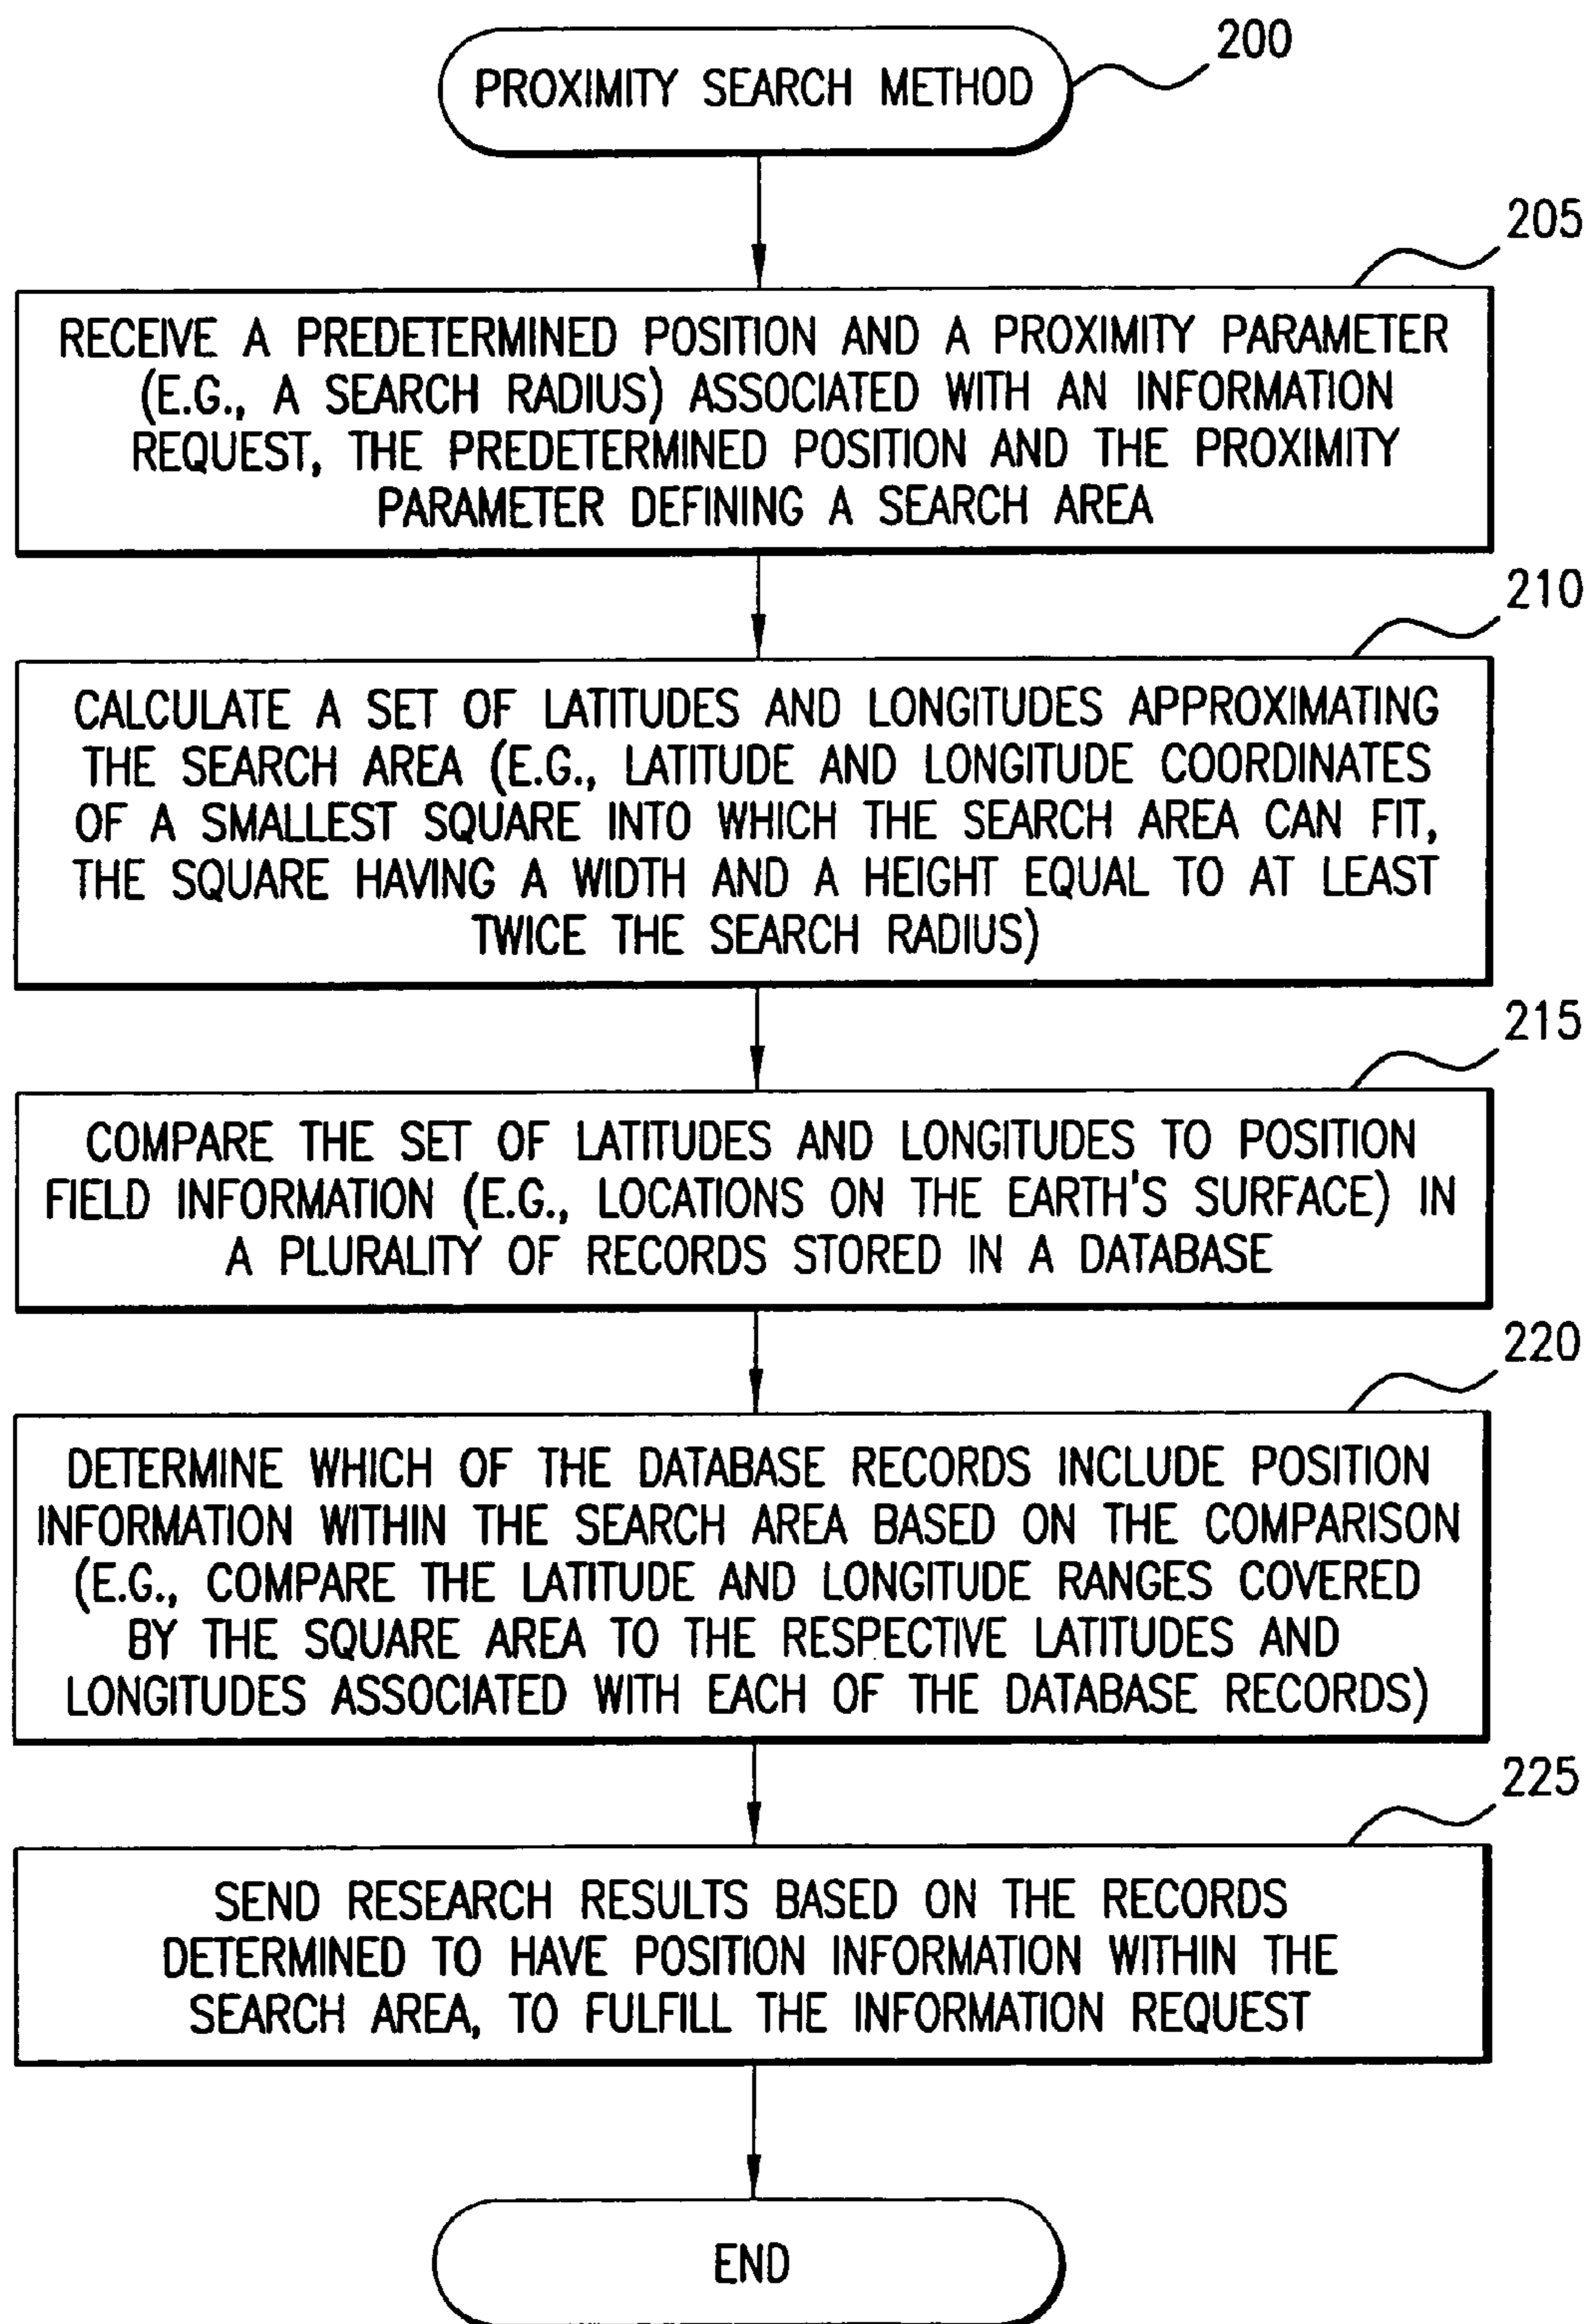 PROXIMITY SEARCH METHOD
200
205
RECEIVE A PREDETERMINED POSITION AND A PROXIMITY PARAMETER
(E.G., A SEARCH RADIUS) ASSOCIATED WITH AN INFORMATION
REQUEST, THE PREDETERMINED POSITION AND THE PROXIMITY
PARAMETER DEFINING A SEARCH AREA
210
CALCULATE A SET OF LATITUDES AND LONGITUDES APPROXIMATING
THE SEARCH AREA (E.G., LATITUDE AND LONGITUDE COORDINATES
OF A SMALLEST SQUARE INTO WHICH THE SEARCH AREA CAN FIT,
THE SQUARE HAVING A WIDTH AND A HEIGHT EQUAL TO AT LEAST
TWICE THE SEARCH RADIUS)
215
COMPARE THE SET OF LATITUDES AND LONGITUDES TO POSITION
FIELD INFORMATION (E.G., LOCATIONS ON THE EARTH'S SURFACE) IN
A PLURALITY OF RECORDS STORED IN A DATABASE
220
DETERMINE WHICH OF THE DATABASE RECORDS INCLUDE POSITION
INFORMATION WITHIN THE SEARCH AREA BASED ON THE COMPARISON
(E.G., COMPARE THE LATITUDE AND LONGITUDE RANGES COVERED
BY THE SQUARE AREA TO THE RESPECTIVE LATITUDES AND
LONGITUDES ASSOCIATED WITH EACH OF THE DATABASE RECORDS)
225
SEND RESEARCH RESULTS BASED ON THE RECORDS
DETERMINED TO HAVE POSITION INFORMATION WITHIN THE
SEARCH AREA, TO FULFILL THE INFORMATION REQUEST
END